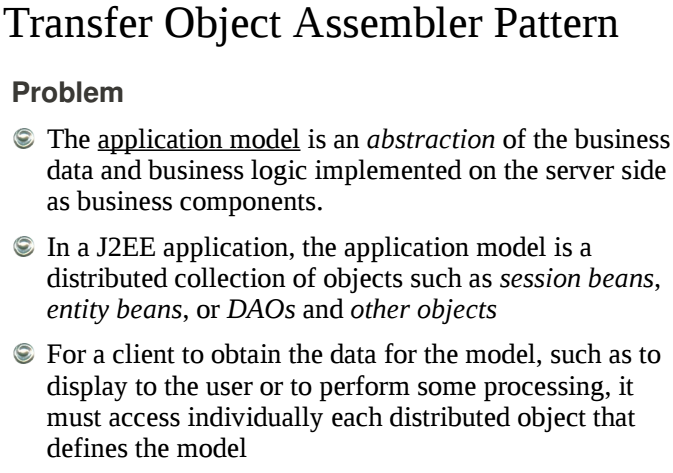 Transfer Object Assembler Pattern
Problem
The application model is an abstraction of the business
data and business logic implemented on the server side
as business components.
In a J2EE application, the application model is a
distributed collection of objects such as session beans,
entity beans, or DAOs and other objects
For a client to obtain the data for the model, such as to
display to the user or to perform some processing, it
must access individually each distributed object that
defines the model